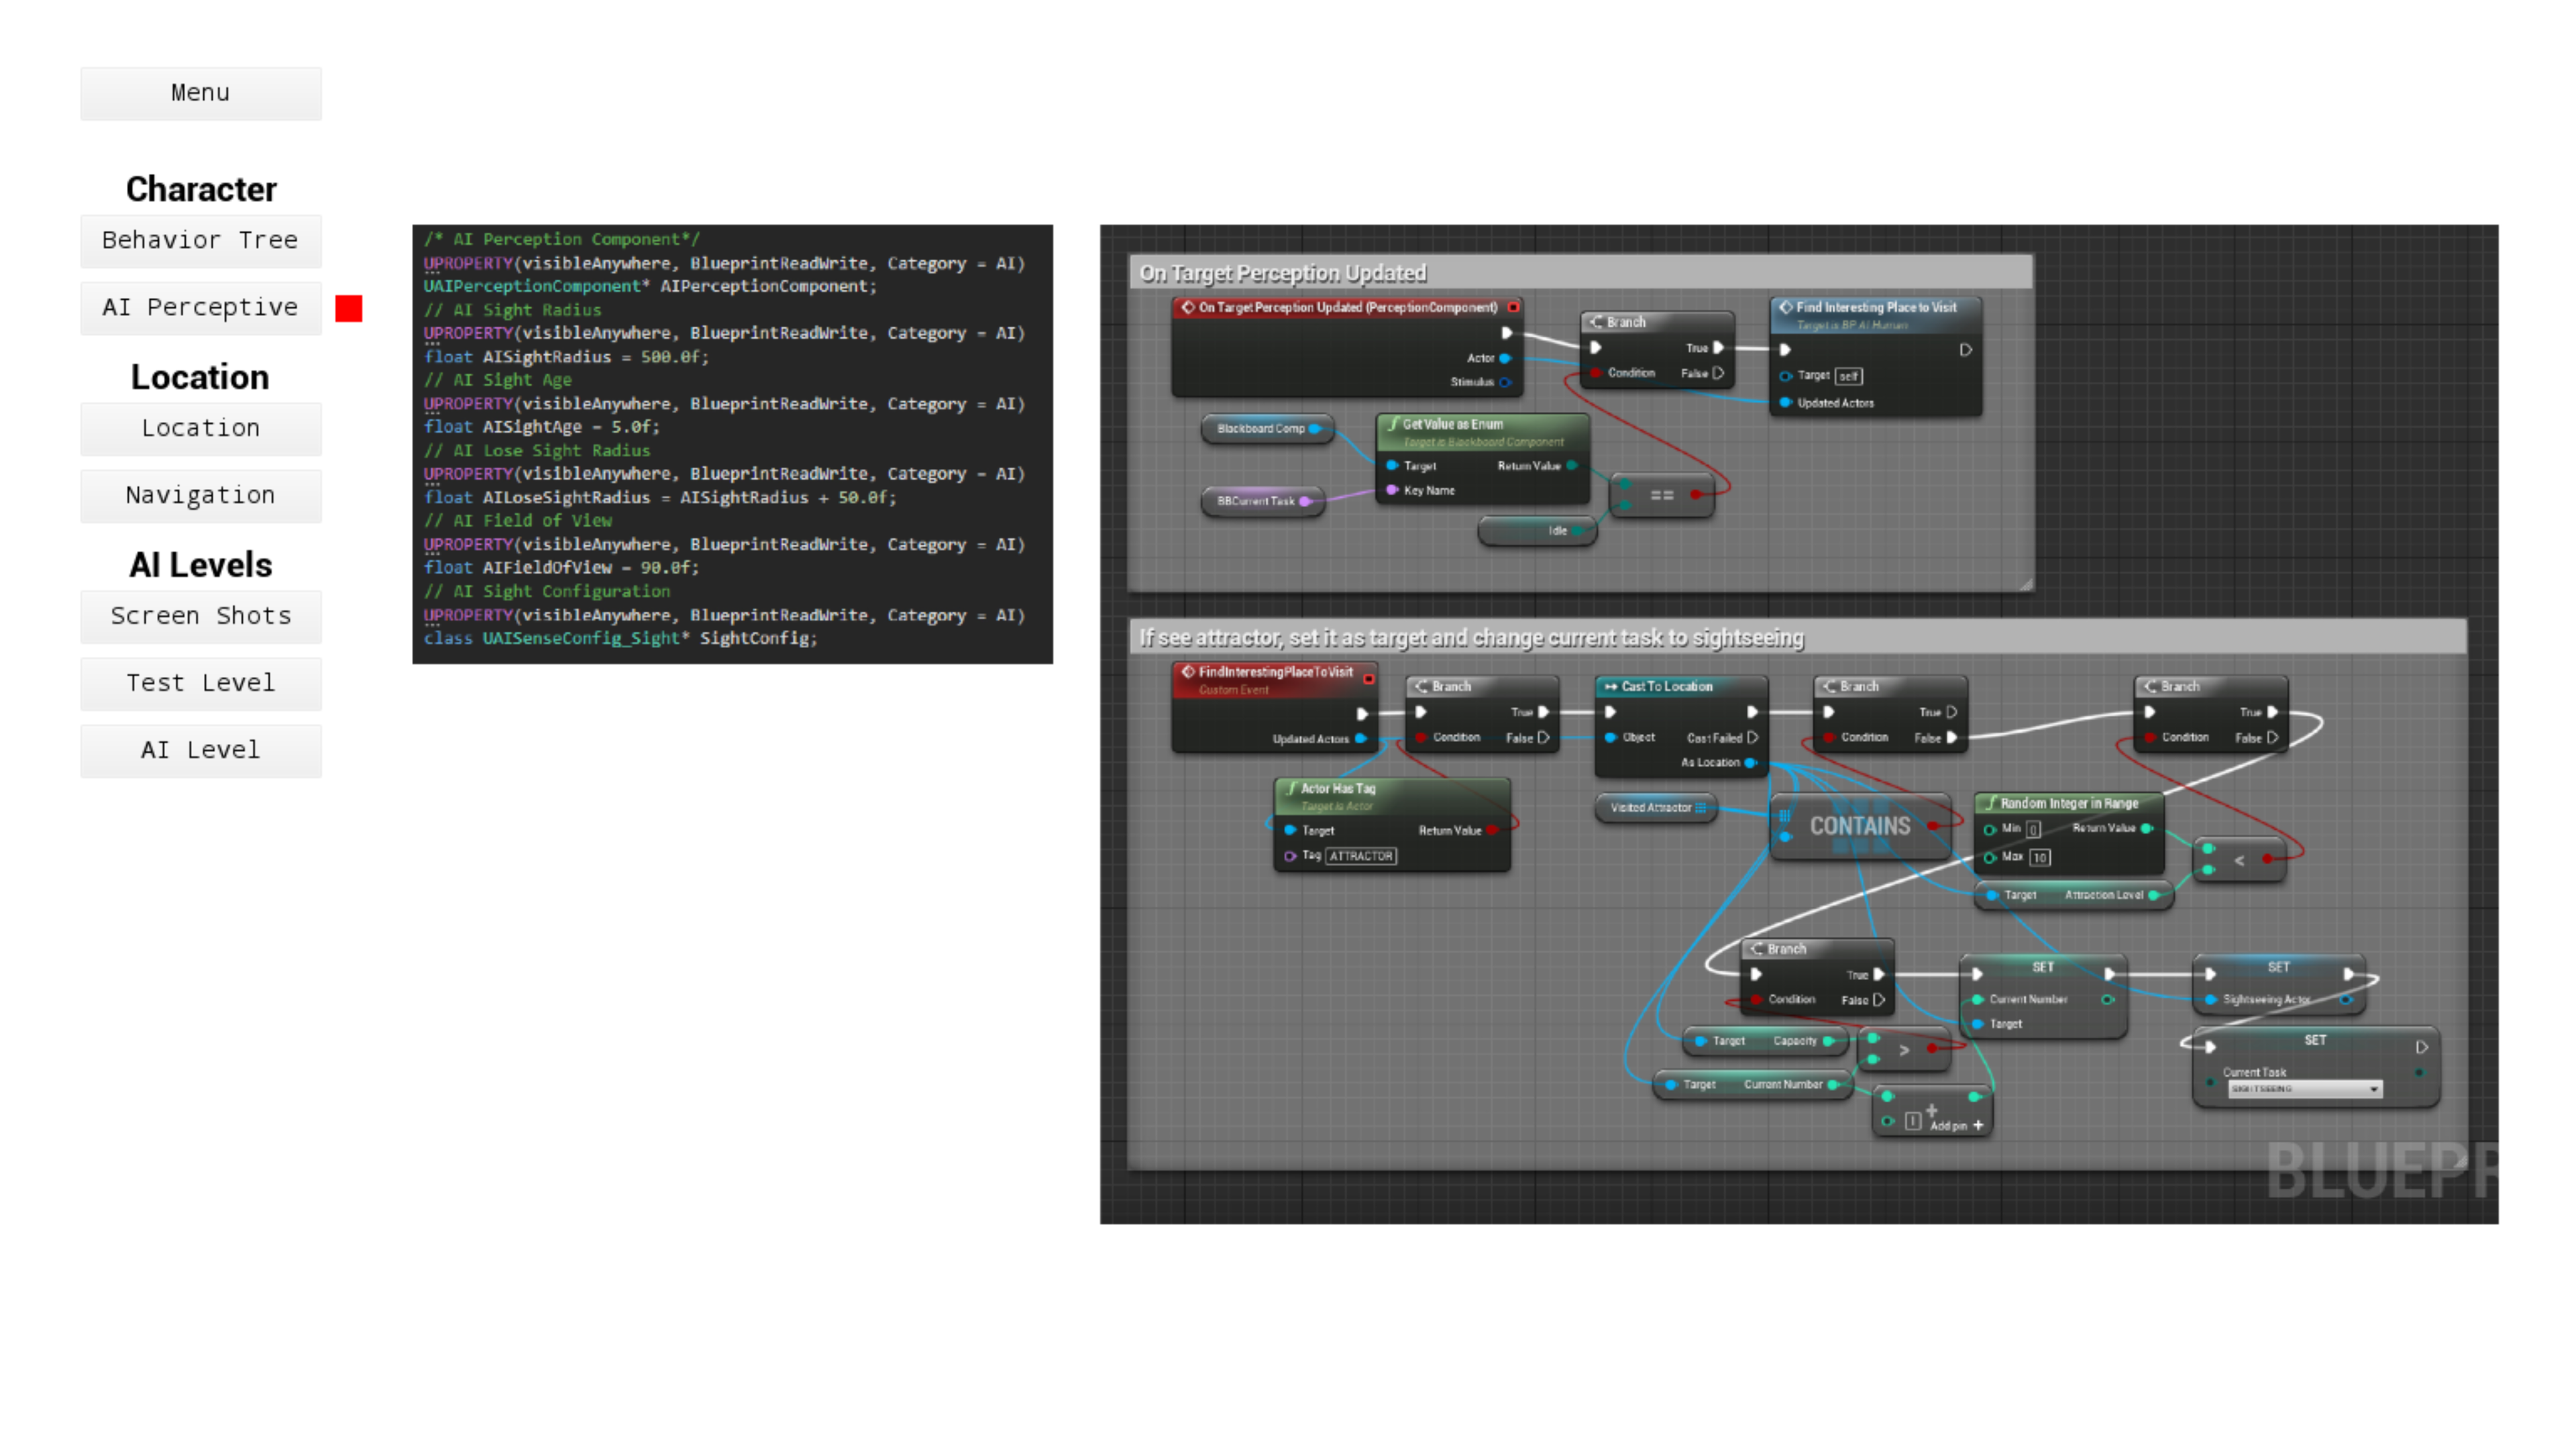 Menu
Character
Behavior Tree
AI Perceptive
Location
Location
Navigation
AI Levels
Screen Shots
Test Level
AI Level
/* AI Perception Component*/
UPROPERTY(visibleAnywhere, BlueprintReadWrite, Category = AI)
UAIPerceptionComponent* AIPerceptionComponent;
// AI Sight Radius
UPROPERTY(visibleAnywhere, BlueprintReadWrite, Category = AI)
float AISightRadius = 500.0f;
// AI Sight Age
UPROPERTY(visibleAnywhere, BlueprintReadWrite, Category = AI)
float AISightAge = 5.0f;
// AI Lose Sight Radius
UPROPERTY(visibleAnywhere, BlueprintReadWrite, Category = AI)
float AILoseSightRadius = AISightRadius + 50.0f;
// AI Field of View
UPROPERTY(visibleAnywhere, BlueprintReadWrite, Category = AI)
float AIFieldOfView = 90.0f;
// AI Sight Configuration
UPROPERTY(visibleAnywhere, BlueprintReadWrite, Category = AI)
class UAISenseConfig_Sight* SightConfig;
On Target Perception Updated
On Target Perception Updated (PerceptionComponent)
Actor
Stimulus
Branch
True
Condition False
Find Interesting Place to Visit
Target is BP AI Human
Target self
Updated Actors
Blackboard Comp
BBCurrent Task
Get Value as Enum
Target is Blackboard Component
Target Return Value
Key Name
==
Idle
If see attractor, set it as target and change current task to sightseeing
FindInterestingPlaceToVisit
Custom Event
Updated Actors
Branch
True
Condition False
Cast To Location
Object Cast Failed
As Location
Branch
True
Condition False
Branch
True
Condition False
Actor Has Tag
Target is Actor
Target Return Value
Tag ATTRACTOR
Visited Attractor
CONTAINS
Random Integer in Range
Min 0 Return Value
Max 10
Target Attraction Level
<
Branch
True
Condition False
SET
Current Number
Target
SET
Sightseeing Actor
SET
Current Task
SIGHTSEEING
Target Capacity
>
Target Current Number
+
1 Add pin +
BLUEPR